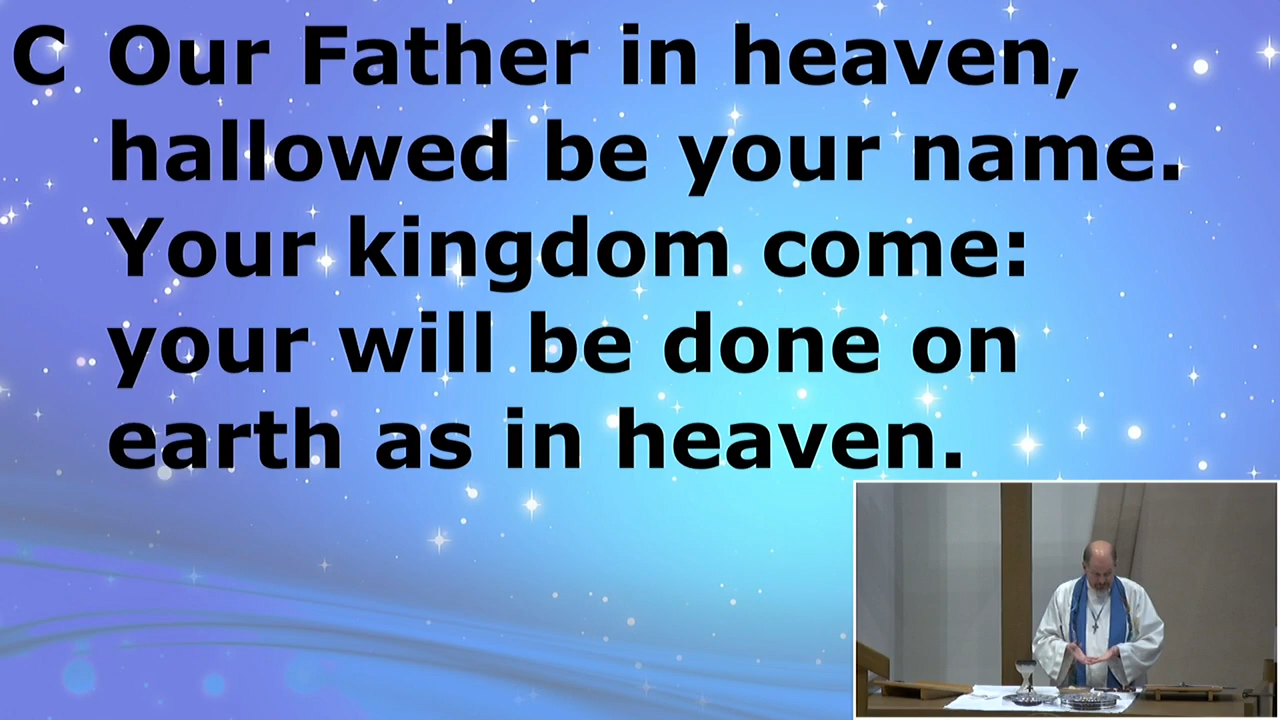 C Our Father in heaven,
hallowed be your name.
Your kingdom come:
your will be done on
earth as in heaven.